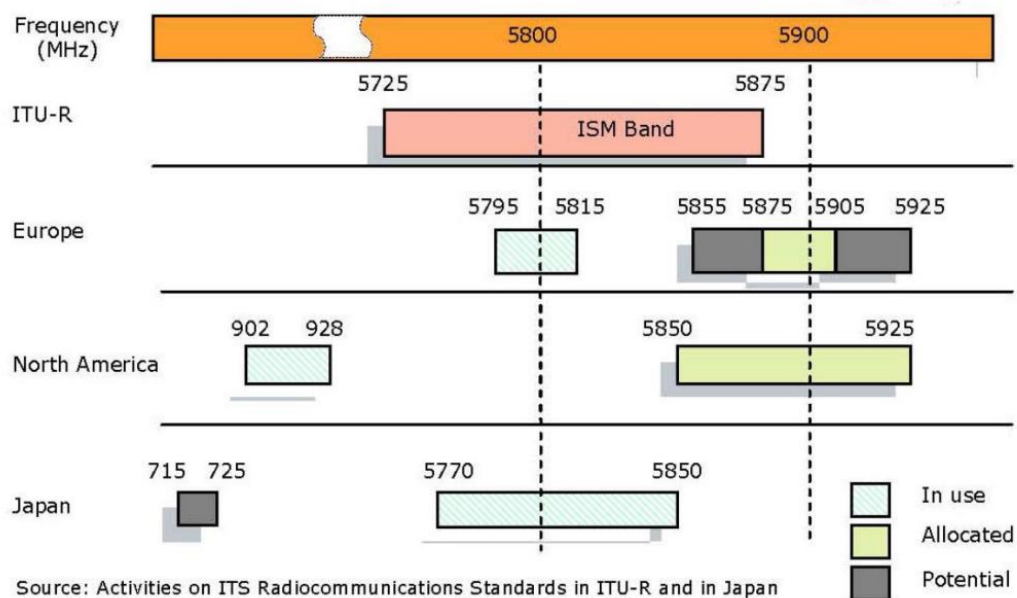 Frequency
(MHz)
5800
5900
5725
5875
ITU-R
ISM Band
Europe
5795
5815
5855
5875
5905
5925
North America
902
928
5850
5925
Japan
715
725
5770
5850
In use
Allocated
Potential
Source: Activities on ITS Radiocommunications Standards in ITU-R and in Japan